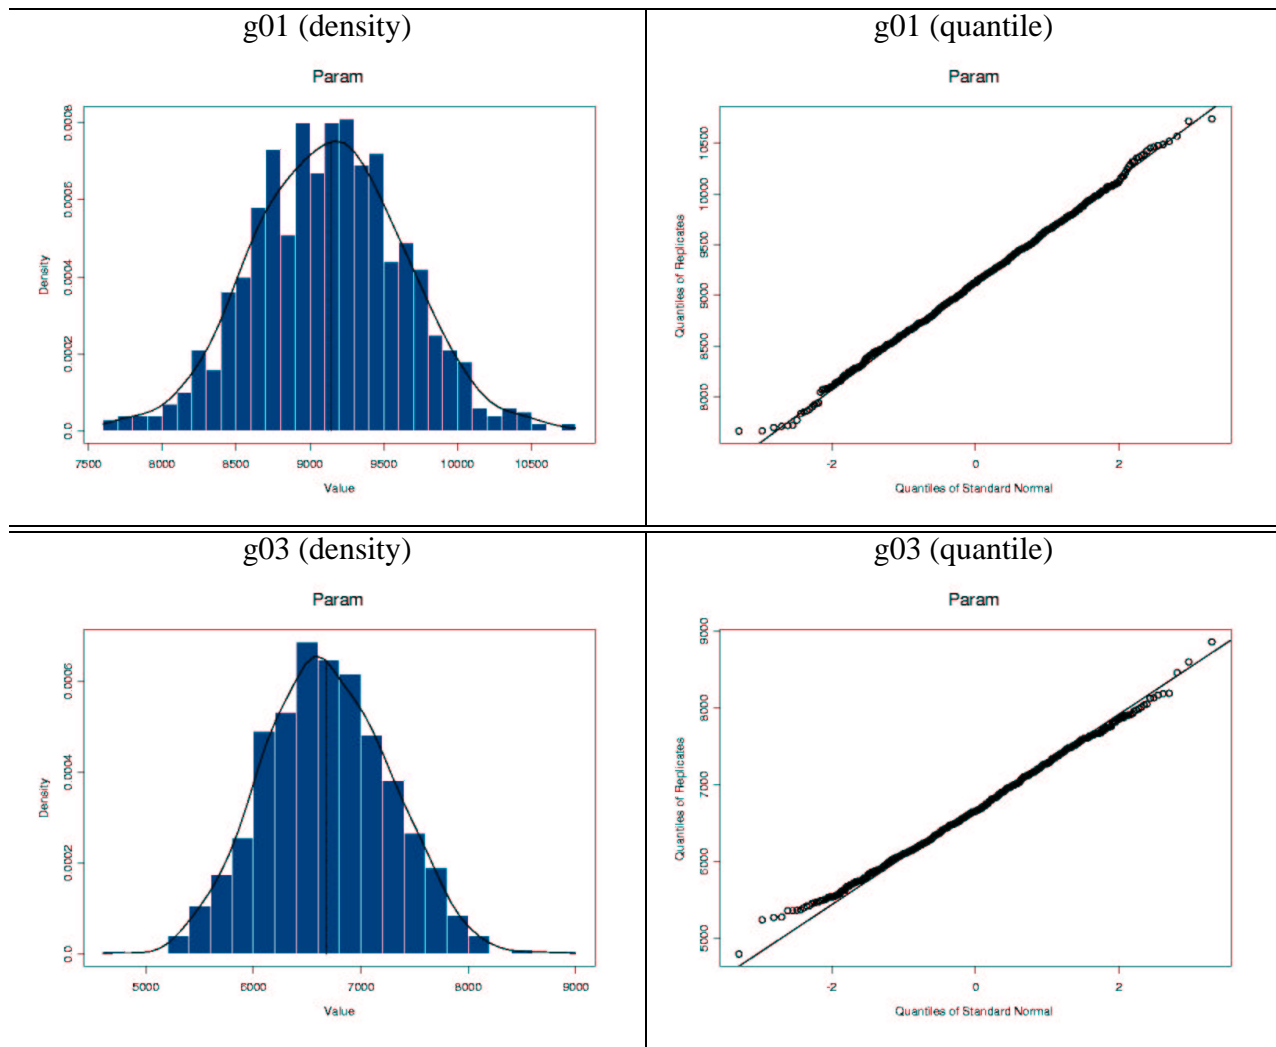 g01 (density)
g01 (quantile)
Param
Param
0.0 0.0002 0.0004 0.0006 0.0008
Density
7500 8000 8500 9000 9500 10000 10500
Value
8000 8500 9000 9500 10000 10500
Quantiles of Replicates
-2 0 2
Quantiles of Standard Normal
g03 (density)
g03 (quantile)
Param
Param
0.0 0.0002 0.0004 0.0006
Density
5000 6000 7000 8000 9000
Value
5000 6000 7000 8000 9000
Quantiles of Replicates
-2 0 2
Quantiles of Standard Normal